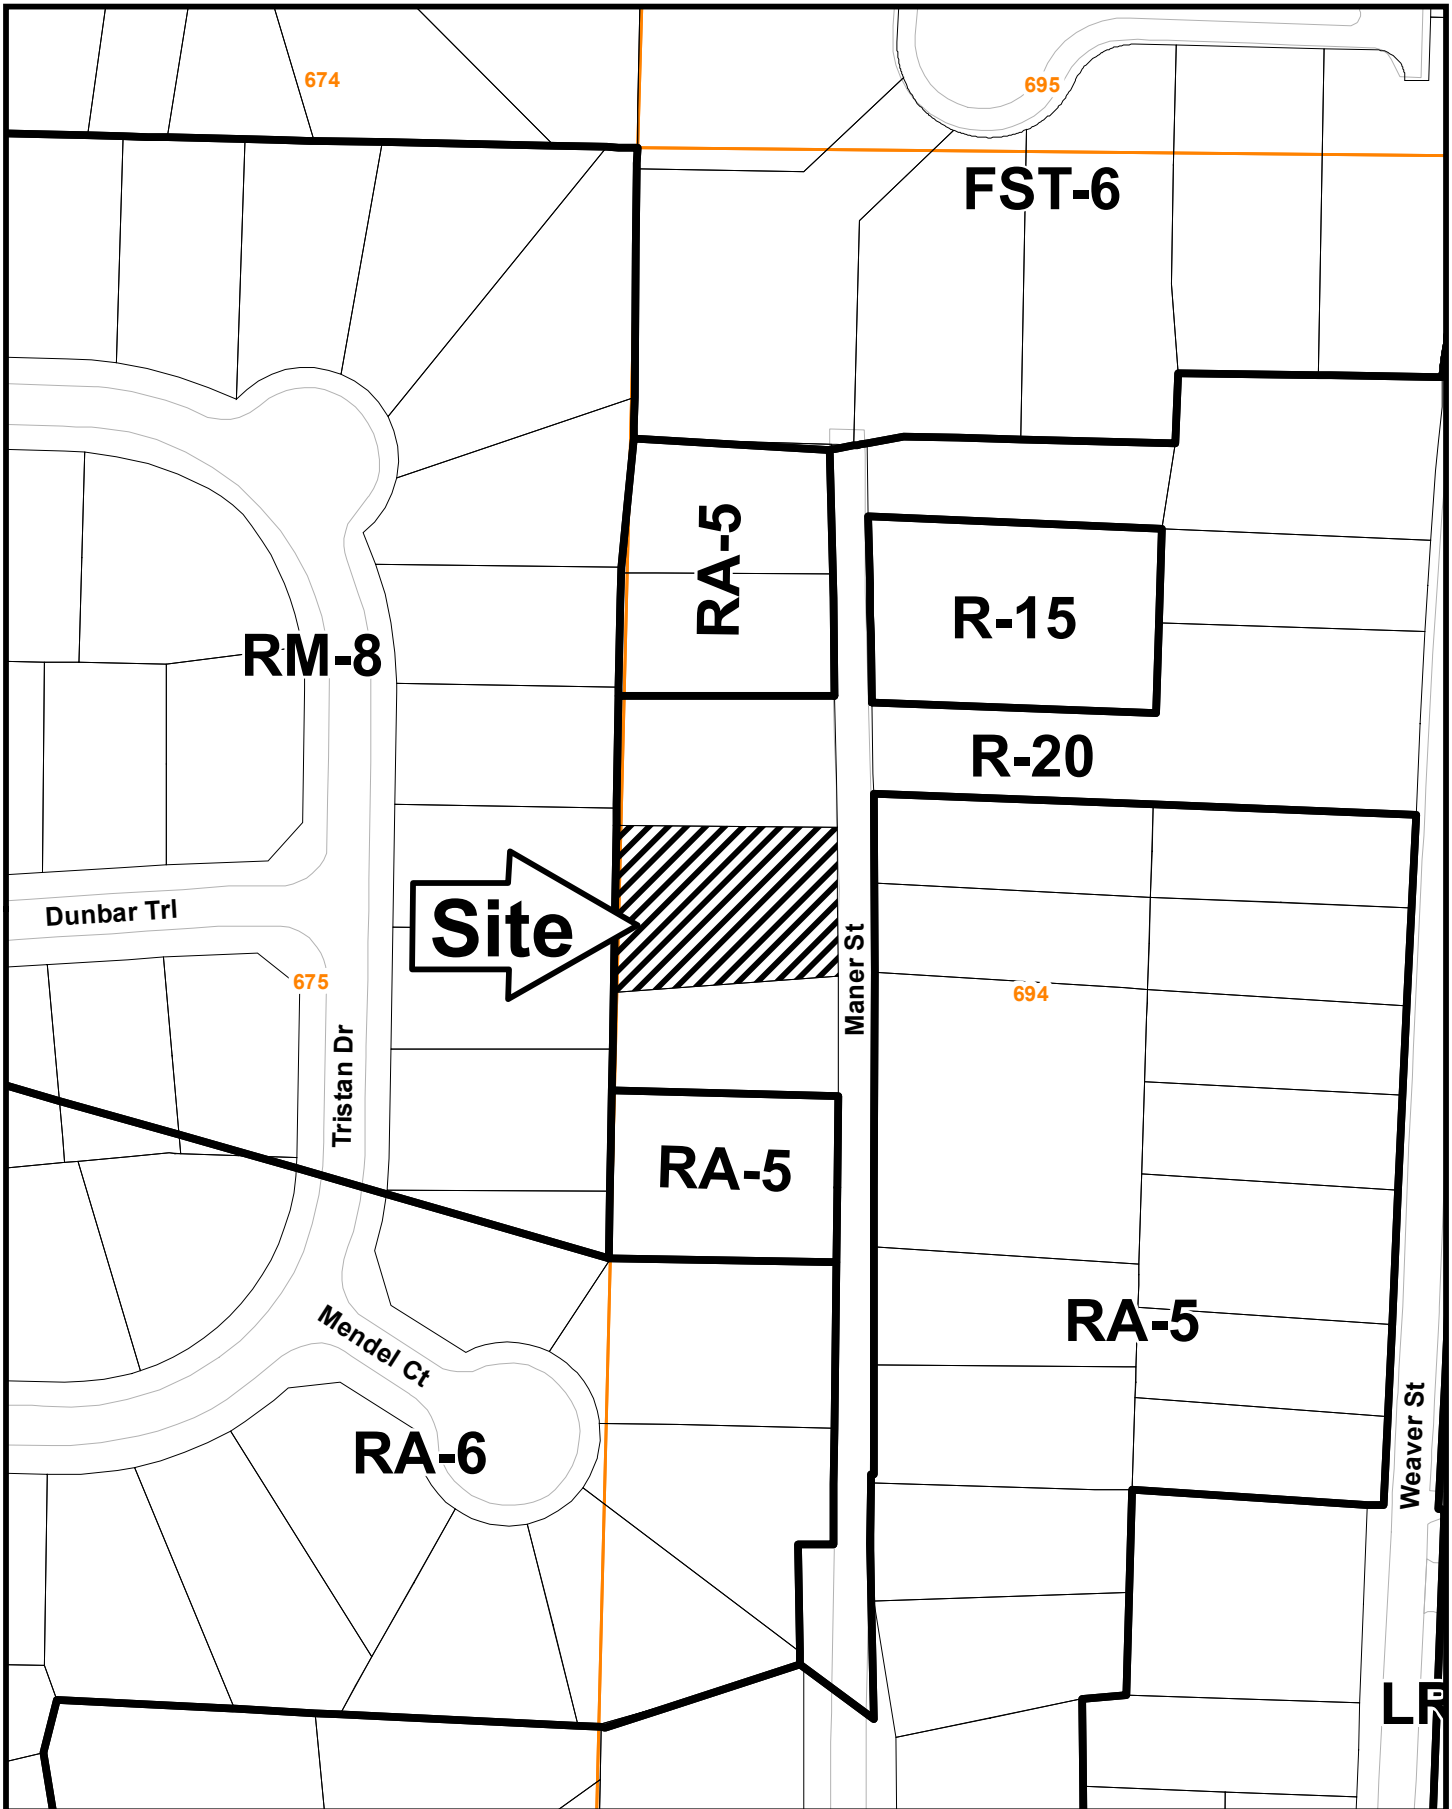 674
695
FST-6
RA-5
R-15
RM-8
R-20
Dunbar Trl
Site
Maner St
675
694
Tristan Dr
RA-5
Mendel Ct
RA-5
RA-6
Weaver St